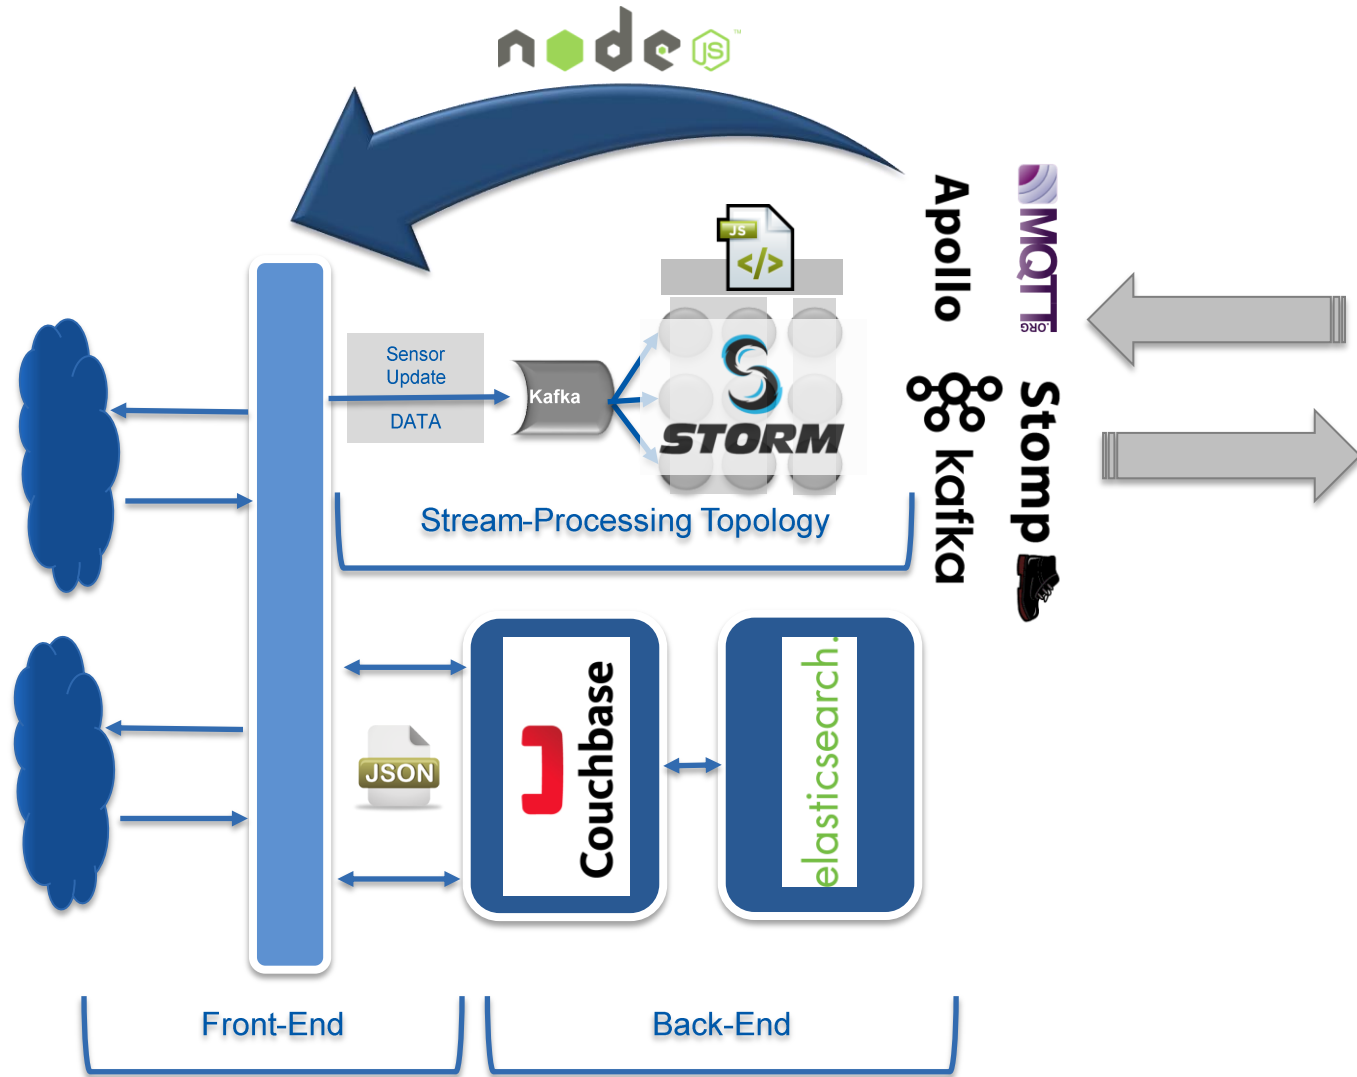 node
JS
™
Apollo
MQTT
.ORG
JS
</>
Sensor
Update
DATA
Kafka
STORM
kafka
Stomp
Stream-Processing Topology
JSON
Couchbase
elasticsearch.
Front-End
Back-End